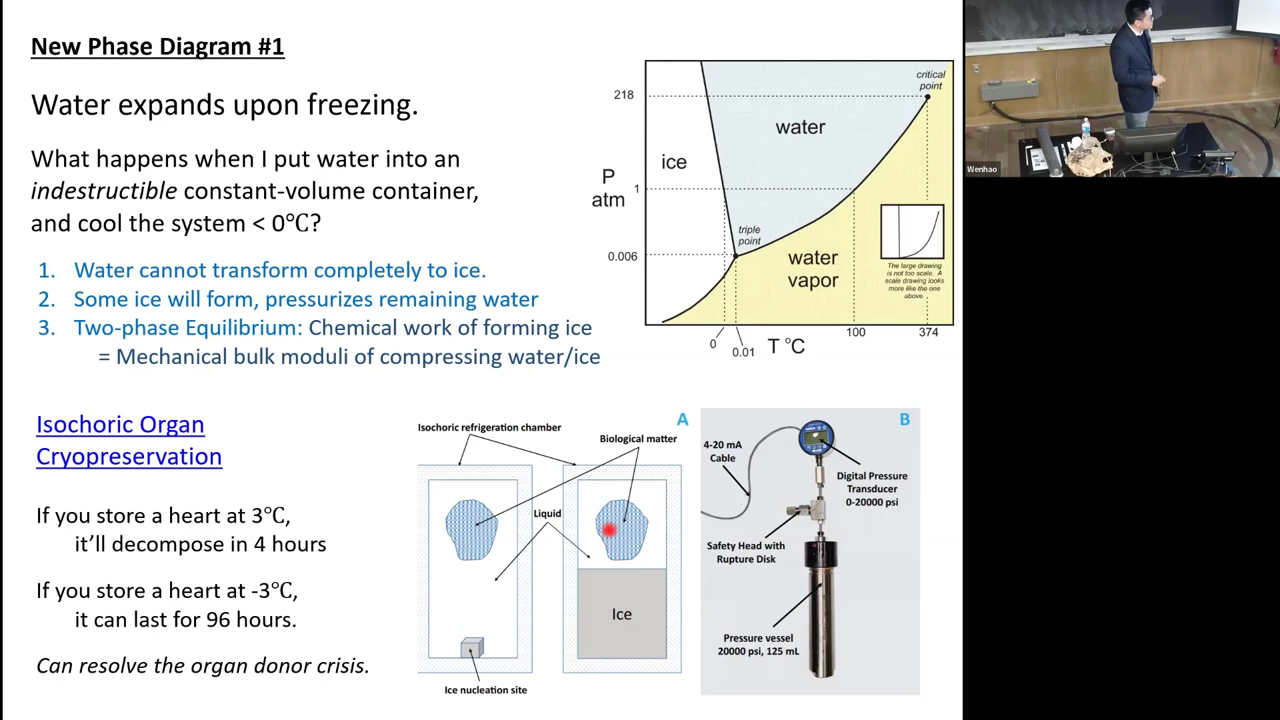 New Phase Diagram #1
Water expands upon freezing.
What happens when I put water into an
indestructible constant-volume container,
and cool the system < 0℃?
1. Water cannot transform completely to ice.
2. Some ice will form, pressurizes remaining water
3. Two-phase Equilibrium: Chemical work of forming ice
= Mechanical bulk moduli of compressing water/ice
critical
point
218
water
ice
P
atm
1
triple
point
0.006
water
vapor
The large drawing
is not too scale. A
scale drawing looks
more like the one
above.
0
0.01
T °C
100
374
Isochoric Organ
Cryopreservation
If you store a heart at 3℃,
it'll decompose in 4 hours
If you store a heart at -3℃,
it can last for 96 hours.
Can resolve the organ donor crisis.
A
Isochoric refrigeration chamber
Biological matter
Liquid
Ice
Ice nucleation site
B
4-20 mA
Cable
Digital Pressure
Transducer
0-20000 psi
Safety Head with
Rupture Disk
Pressure vessel
20000 psi, 125 mL
Wenhao